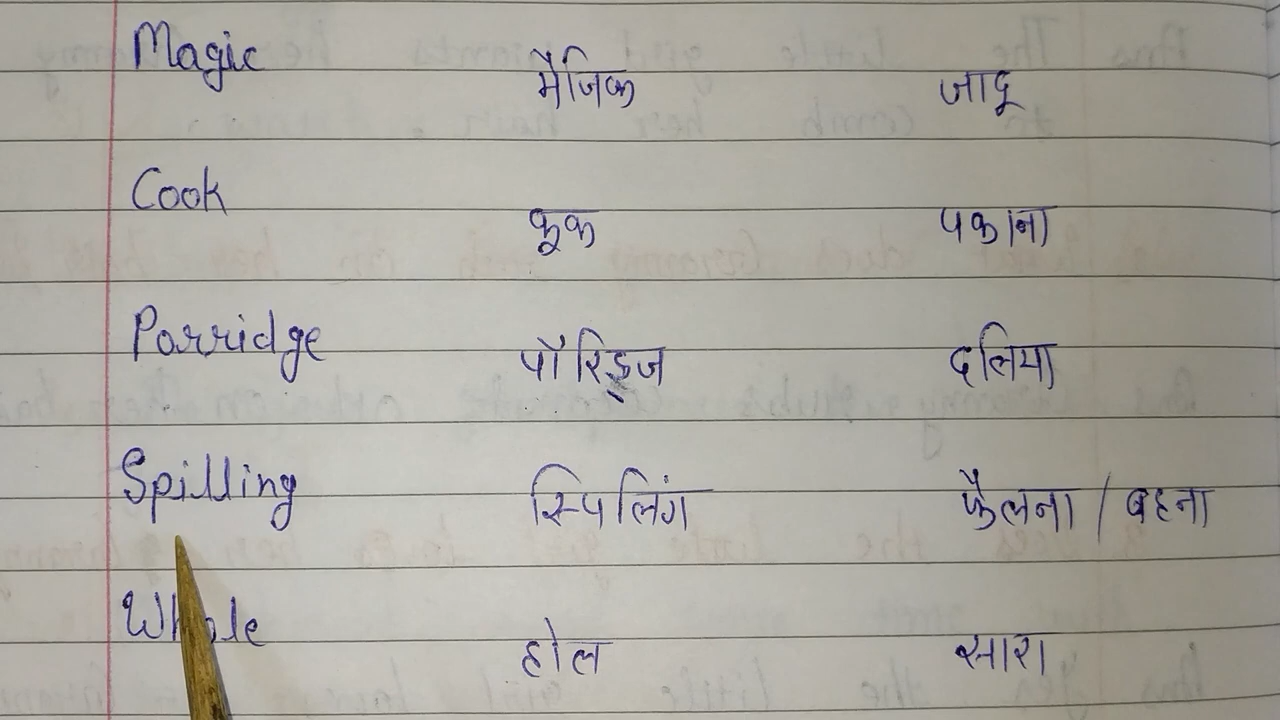 Magic मैजिक जादू
Cook कूक पकाना
Porridge पॉरिड्ज दलिया
Spilling स्पिलिंग फैलना / बहना
Whole होल सारा